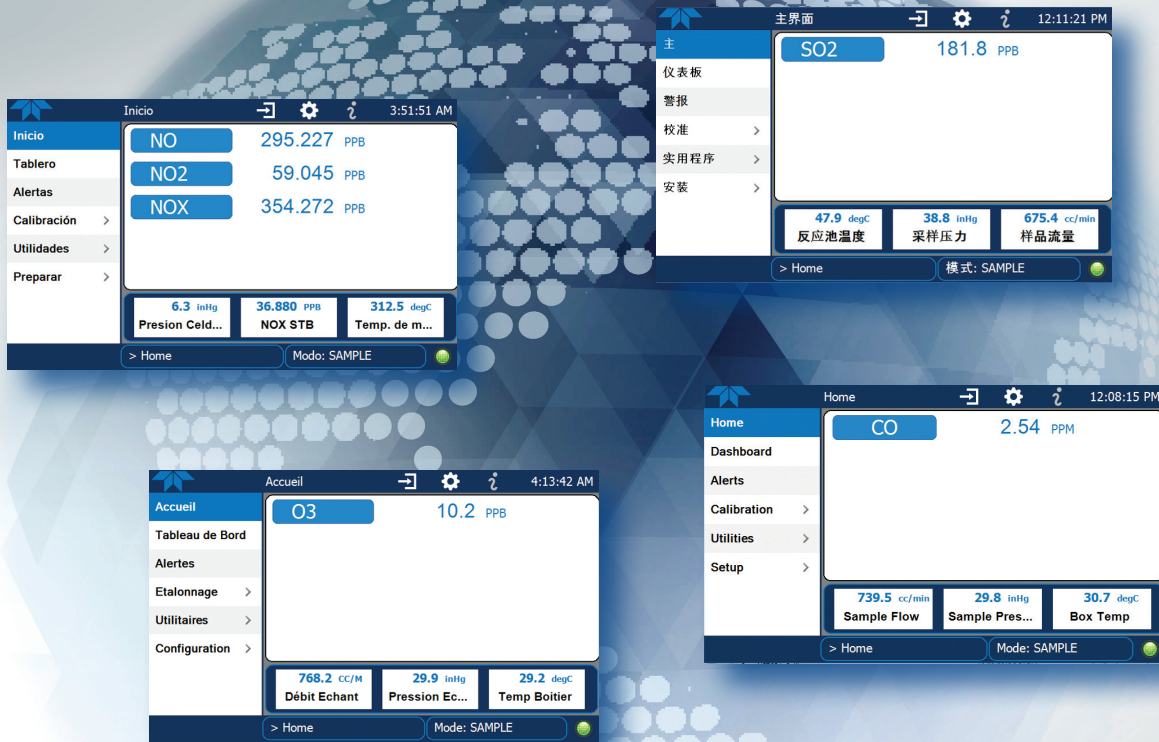 Inicio
3:51:51 AM
Inicio
Tablero
Alertas
Calibración >
Utilidades >
Preparar >
NO 295.227 PPB
NO2 59.045 PPB
NOX 354.272 PPB
6.3 inHg
Presion Celd...
36.880 PPB
NOX STB
312.5 degC
Temp. de m...
> Home
Modo: SAMPLE
主界面
12:11:21 PM
主
仪表板
警报
校准 >
实用程序 >
安装 >
SO2 181.8 PPB
47.9 degC
反应池温度
38.8 inHg
采样压力
675.4 cc/min
样品流量
> Home
模式: SAMPLE
Accueil
4:13:42 AM
Accueil
Tableau de Bord
Alertes
Etalonnage >
Utilitaires >
Configuration >
O3 10.2 PPB
768.2 CC/M
Débit Echant
29.9 inHg
Pression Ec...
29.2 degC
Temp Boitier
> Home
Mode: SAMPLE
Home
12:08:15 PM
Home
Dashboard
Alerts
Calibration >
Utilities >
Setup >
CO 2.54 PPM
739.5 cc/min
Sample Flow
29.8 inHg
Sample Pres...
30.7 degC
Box Temp
> Home
Mode: SAMPLE